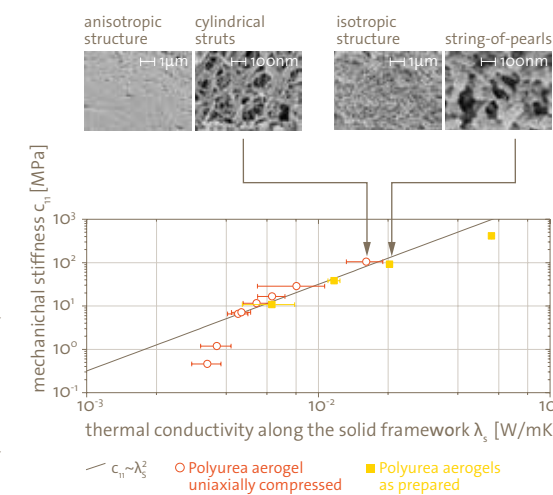 anisotropic
structure
cylindrical
struts
isotropic
structure
string-of-pearls
1µm
100nm
1µm
100nm
mechanichal stiffness c₁₁ [MPa]
10³
10²
10¹
10⁰
10⁻¹
10⁻³
10⁻²
10
thermal conductivity along the solid framework λₛ [W/mK
c₁₁~λₛ²
Polyurea aerogel
uniaxially compressed
Polyurea aerogels
as prepared